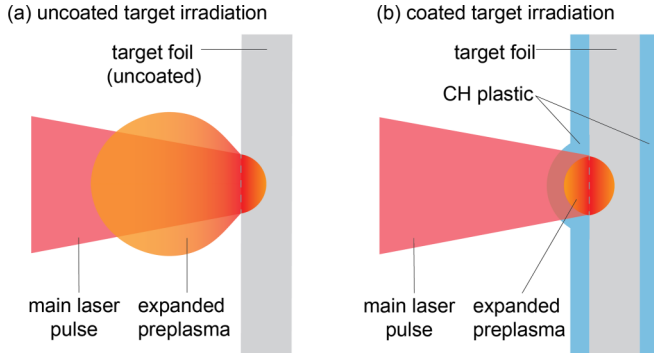 (a) uncoated target irradiation
target foil
(uncoated)
main laser
pulse
expanded
preplasma
(b) coated target irradiation
target foil
CH plastic
main laser
pulse
expanded
preplasma